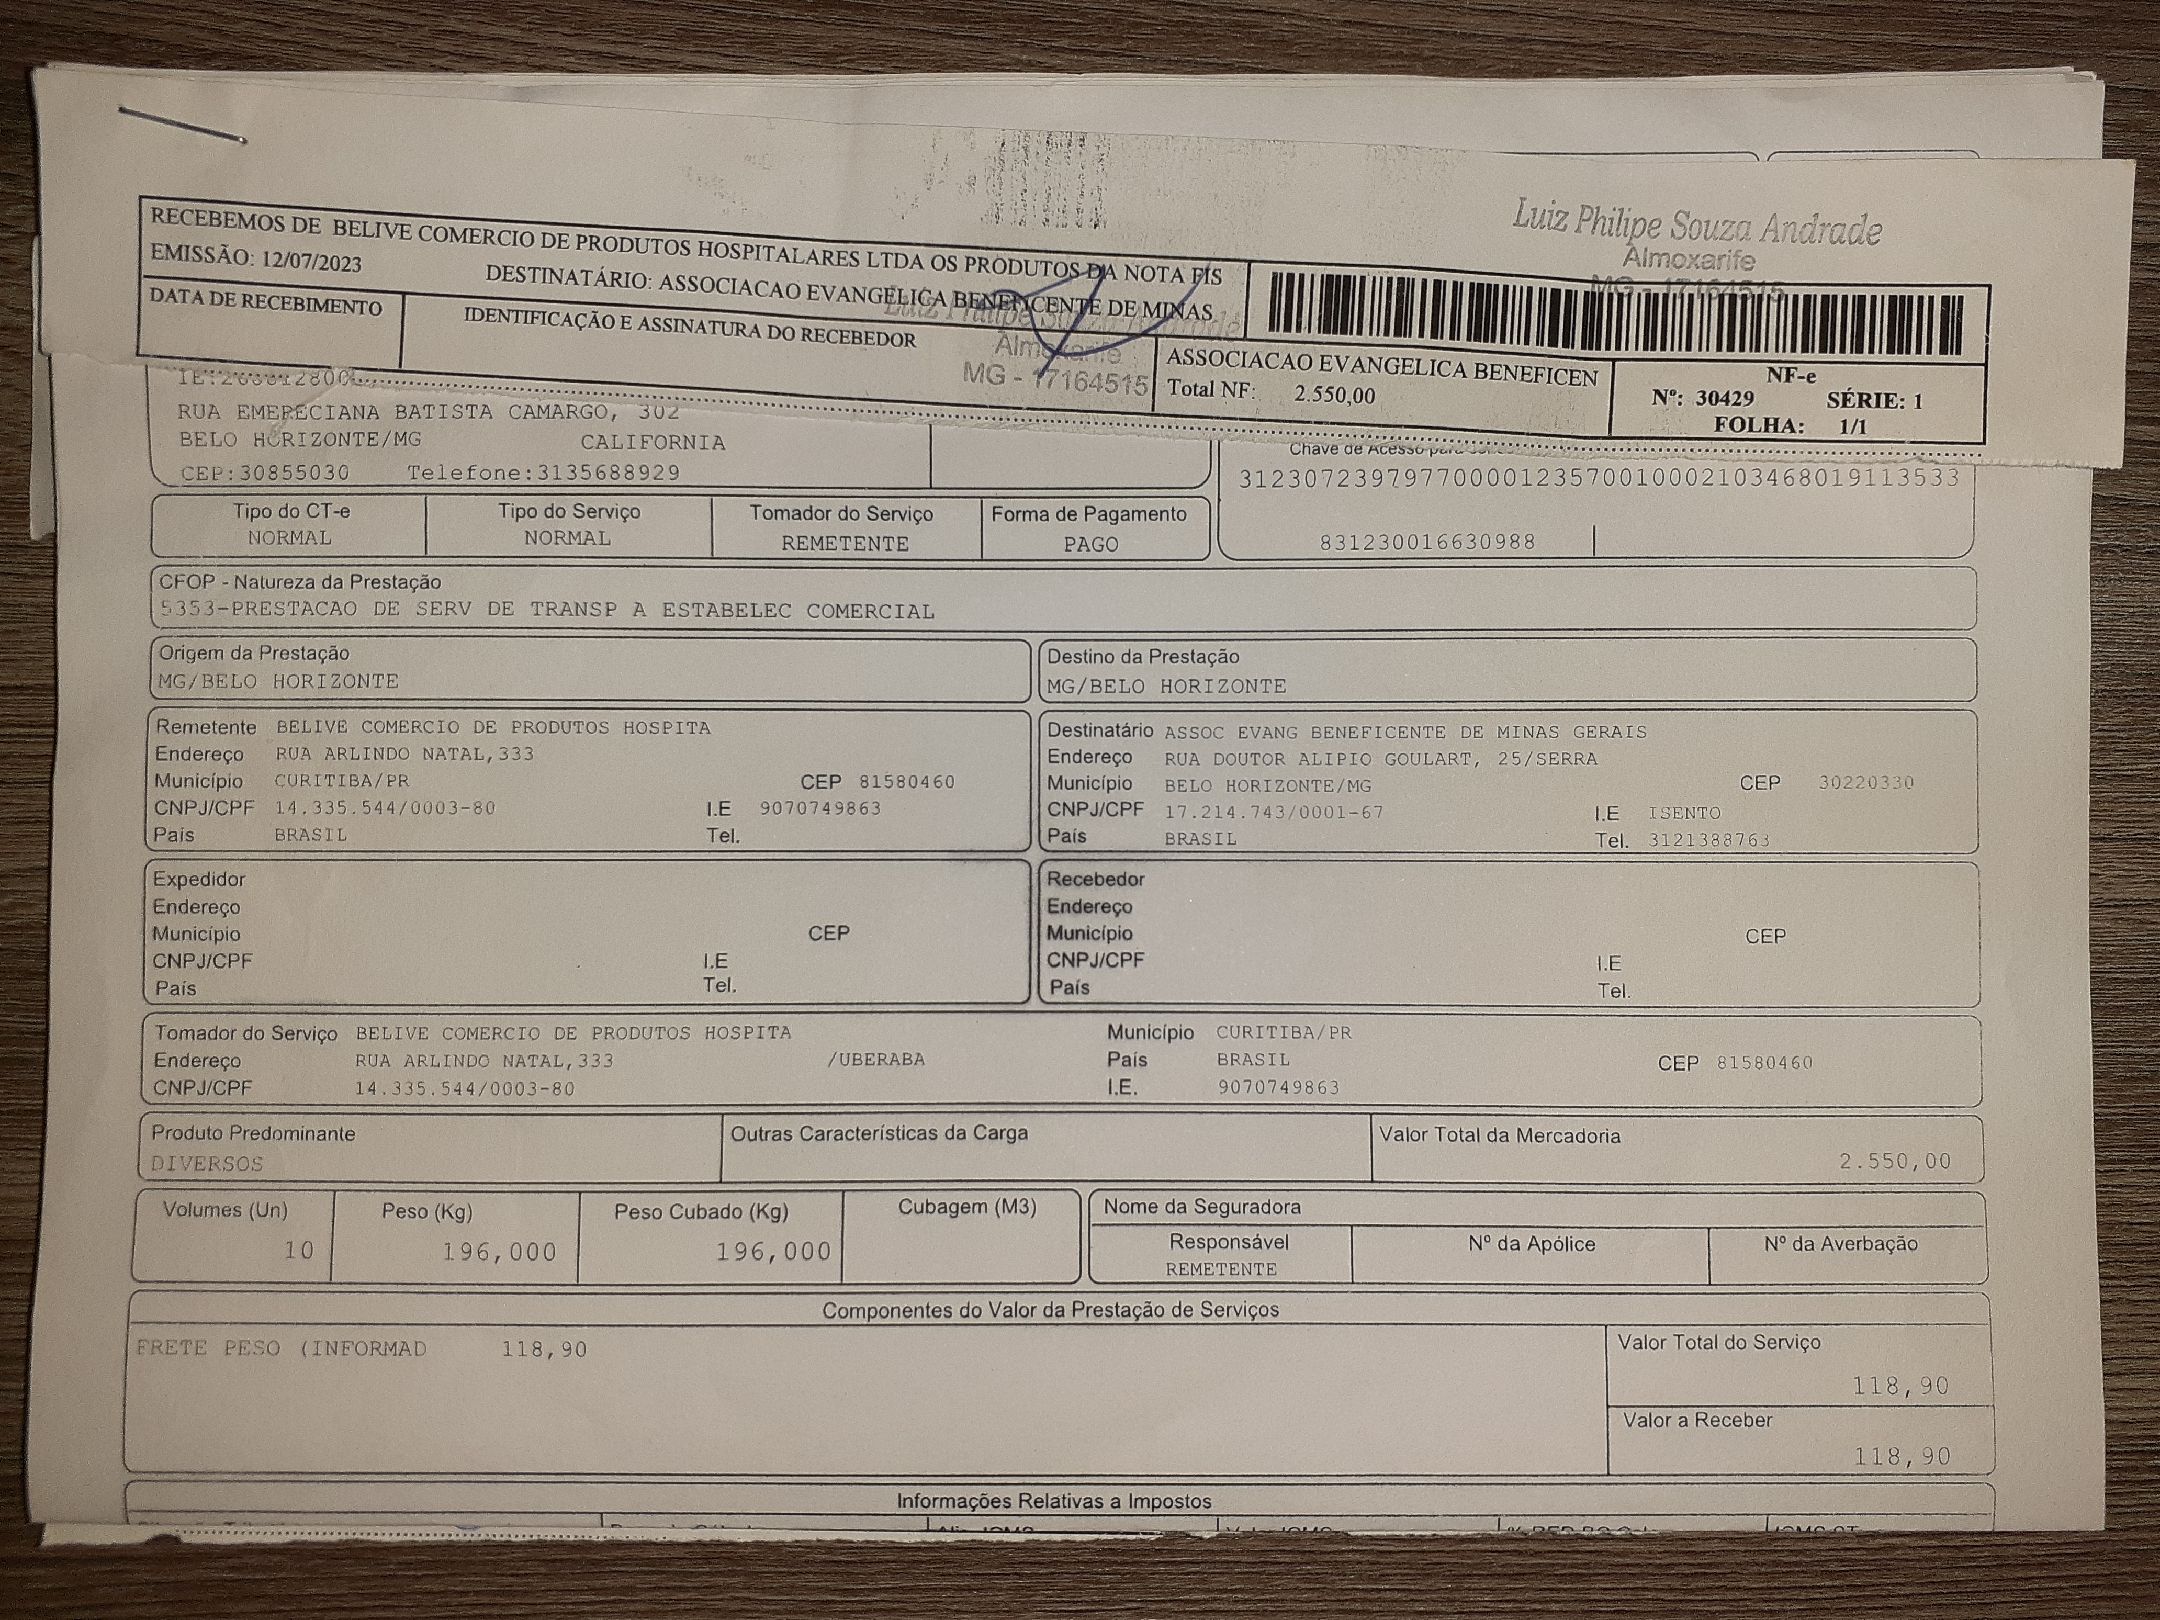 Luiz Philipe Souza Andrade
Almoxarife
MG - 17164515
RECEBEMOS DE BELIVE COMERCIO DE PRODUTOS HOSPITALARES LTDA OS PRODUTOS DA NOTA FIS
EMISSÃO: 12/07/2023 DESTINATÁRIO: ASSOCIACAO EVANGELICA BENEFICENTE DE MINAS
DATA DE RECEBIMENTO IDENTIFICAÇÃO E ASSINATURA DO RECEBEDOR
Luiz Philipe Souza Andrade
Almoxarife
MG - 17164515
ASSOCIACAO EVANGELICA BENEFICEN
Total NF: 2.550,00
NF-e
Nº: 30429 SÉRIE: 1
FOLHA: 1/1
RUA EMERECIANA BATISTA CAMARGO, 302
BELO HORIZONTE/MG CALIFORNIA
CEP:30855030 Telefone:3135688929
Chave de Acesso
31230723979770000123570010002103468019113533
Tipo do CT-e Tipo do Serviço Tomador do Serviço Forma de Pagamento
NORMAL NORMAL REMETENTE PAGO
831230016630988
CFOP - Natureza da Prestação
5353-PRESTACAO DE SERV DE TRANSP A ESTABELEC COMERCIAL
Origem da Prestação
MG/BELO HORIZONTE
Destino da Prestação
MG/BELO HORIZONTE
Remetente BELIVE COMERCIO DE PRODUTOS HOSPITA
Endereço RUA ARLINDO NATAL,333
Município CURITIBA/PR CEP 81580460
CNPJ/CPF 14.335.544/0003-80 I.E 9070749863
País BRASIL Tel.
Destinatário ASSOC EVANG BENEFICENTE DE MINAS GERAIS
Endereço RUA DOUTOR ALIPIO GOULART, 25/SERRA
Município BELO HORIZONTE/MG CEP 30220330
CNPJ/CPF 17.214.743/0001-67 I.E ISENTO
País BRASIL Tel. 3121388763
Expedidor
Endereço
Município CEP
CNPJ/CPF I.E
País Tel.
Recebedor
Endereço
Município CEP
CNPJ/CPF I.E
País Tel.
Tomador do Serviço BELIVE COMERCIO DE PRODUTOS HOSPITA Município CURITIBA/PR
Endereço RUA ARLINDO NATAL,333 /UBERABA País BRASIL CEP 81580460
CNPJ/CPF 14.335.544/0003-80 I.E. 9070749863
Produto Predominante Outras Características da Carga Valor Total da Mercadoria
DIVERSOS 2.550,00
Volumes (Un) Peso (Kg) Peso Cubado (Kg) Cubagem (M3)
10 196,000 196,000
Nome da Seguradora
Responsável Nº da Apólice Nº da Averbação
REMETENTE
Componentes do Valor da Prestação de Serviços
FRETE PESO (INFORMAD 118,90
Valor Total do Serviço
118,90
Valor a Receber
118,90
Informações Relativas a Impostos